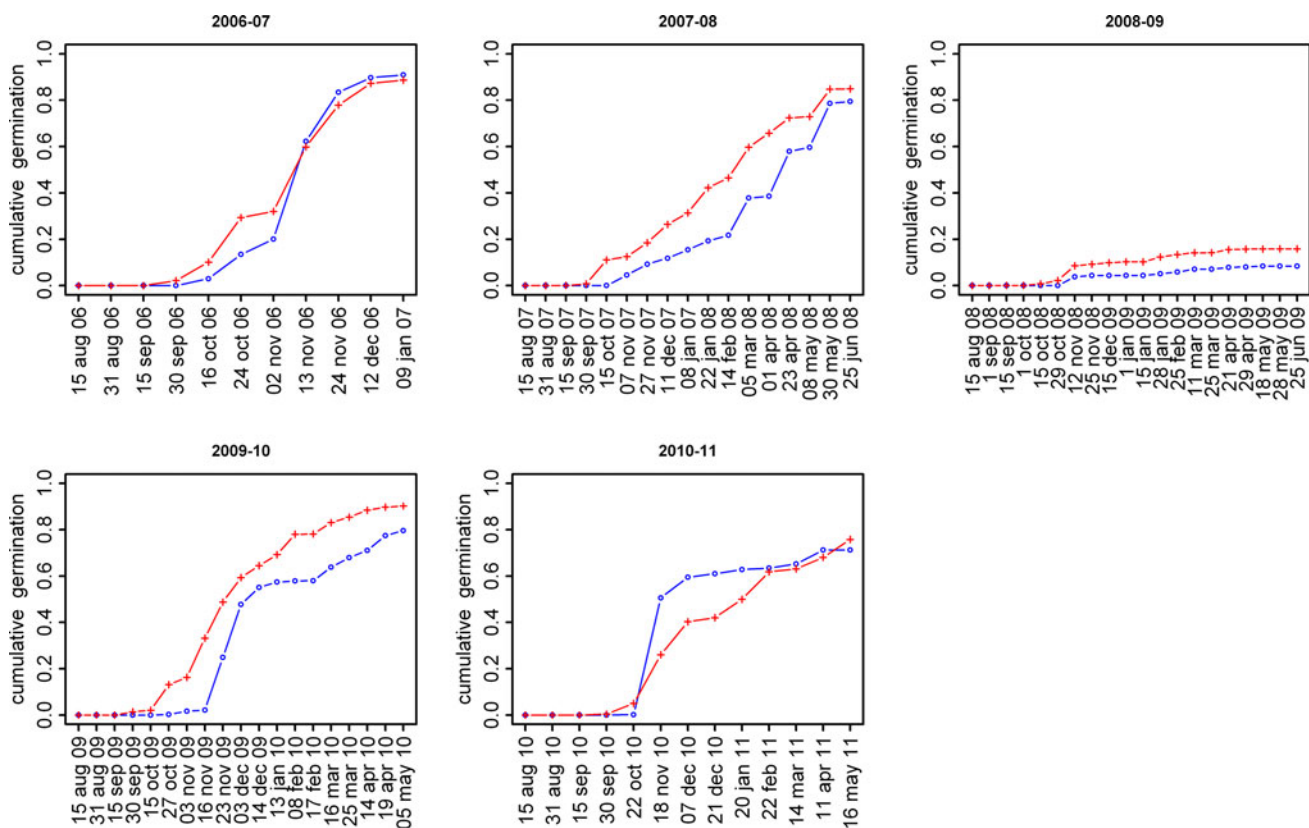 2006-07
cumulative germination
1.0
0.8
0.6
0.4
0.2
0.0
15 aug 06
31 aug 06
15 sep 06
30 sep 06
16 oct 06
24 oct 06
02 nov 06
13 nov 06
24 nov 06
12 dec 06
09 jan 07
2007-08
cumulative germination
1.0
0.8
0.6
0.4
0.2
0.0
15 aug 07
31 aug 07
15 sep 07
30 sep 07
15 oct 07
07 nov 07
27 nov 07
11 dec 07
08 jan 08
22 jan 08
14 feb 08
05 mar 08
01 apr 08
23 apr 08
08 may 08
30 may 08
25 jun 08
2008-09
cumulative germination
1.0
0.8
0.6
0.4
0.2
0.0
15 aug 08
1 sep 08
15 sep 08
1 oct 08
15 oct 08
29 oct 08
12 nov 08
25 nov 08
15 dec 09
1 jan 09
15 jan 09
28 jan 09
25 feb 09
11 mar 09
25 mar 09
21 apr 09
29 apr 09
18 may 09
28 may 09
25 jun 09
2009-10
cumulative germination
1.0
0.8
0.6
0.4
0.2
0.0
15 aug 09
31 aug 09
15 sep 09
30 sep 09
15 oct 09
27 oct 09
03 nov 09
16 nov 09
23 nov 09
03 dec 09
14 dec 09
13 jan 10
08 feb 10
17 feb 10
16 mar 10
25 mar 10
14 apr 10
19 apr 10
05 may 10
2010-11
cumulative germination
1.0
0.8
0.6
0.4
0.2
0.0
15 aug 10
31 aug 10
15 sep 10
30 sep 10
22 oct 10
18 nov 10
07 dec 10
21 dec 10
20 jan 11
22 feb 11
14 mar 11
11 apr 11
16 may 11